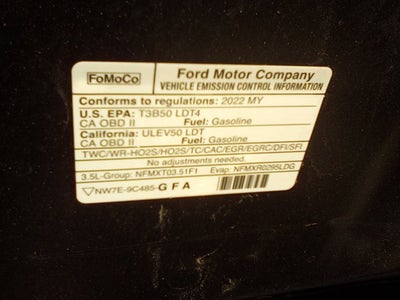 FoMoCo
Ford Motor Company
VEHICLE EMISSION CONTROL INFORMATION
Conforms to regulations: 2022 MY
U.S. EPA: T3B50 LDT4
CA OBD II Fuel: Gasoline
California: ULEV50 LDT
CA OBD II Fuel: Gasoline
TWC/WR-HO2S/HO2S/TC/CAC/EGR/EGRC/DFI/SFI
No adjustments needed.
3.5L-Group: NFMXT03.51F1 Evap: NFMXR0295LDG
NW7E-9C485-GFA